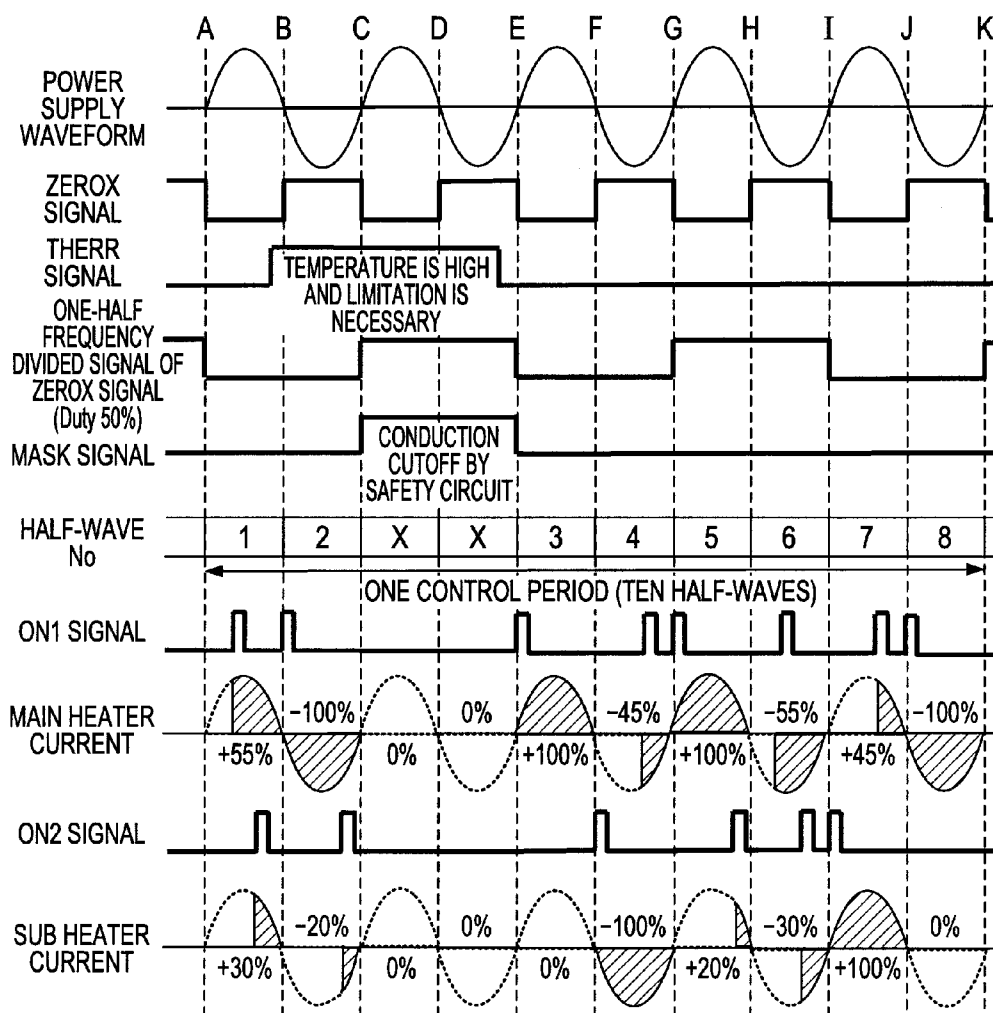 A B C D E F G H I J K
POWER
SUPPLY
WAVEFORM
ZEROX
SIGNAL
THERR
SIGNAL
TEMPERATURE IS HIGH
AND LIMITATION IS
NECESSARY
ONE-HALF
FREQUENCY
DIVIDED SIGNAL OF
ZEROX SIGNAL
(Duty 50%)
MASK SIGNAL
CONDUCTION
CUTOFF BY
SAFETY CIRCUIT
HALF-WAVE
No
1 2 X X 3 4 5 6 7 8
ONE CONTROL PERIOD (TEN HALF-WAVES)
ON1 SIGNAL
MAIN HEATER
CURRENT
−100% 0% −45% −55% −100%
+55% 0% +100% +100% +45%
ON2 SIGNAL
SUB HEATER
CURRENT
−20% 0% −100% −30% 0%
+30% 0% 0% +20% +100%